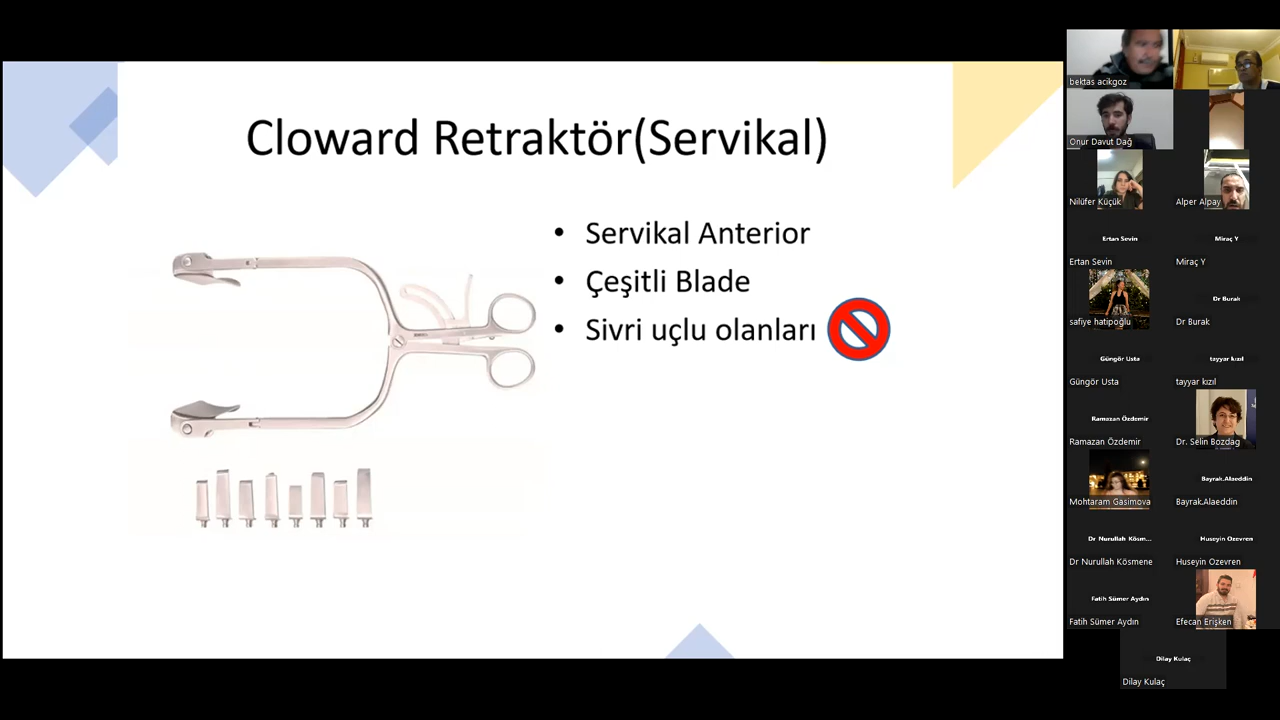 Cloward Retraktör(Servikal)
• Servikal Anterior
• Çeşitli Blade
• Sivri uçlu olanları
bektas acikgoz
Onur Davut Dağ
Nilüfer Küçük
Alper Alpay
Ertan Sevin
Ertan Sevin
Miraç Y
Miraç Y
safiye hatipoğlu
Dr Burak
Dr Burak
Güngör Usta
Güngör Usta
tayyar kızıl
tayyar kızıl
Ramazan Özdemir
Ramazan Özdemir
Dr. Selin Bozdag
Mohtaram Gasimova
Bayrak.Alaeddin
Bayrak.Alaeddin
Dr Nurullah Kösm...
Dr Nurullah Kösmene
Huseyin Ozevren
Huseyin Ozevren
Fatih Sümer Aydın
Fatih Sümer Aydın
Efecan Erişken
Dilay Kulaç
Dilay Kulaç